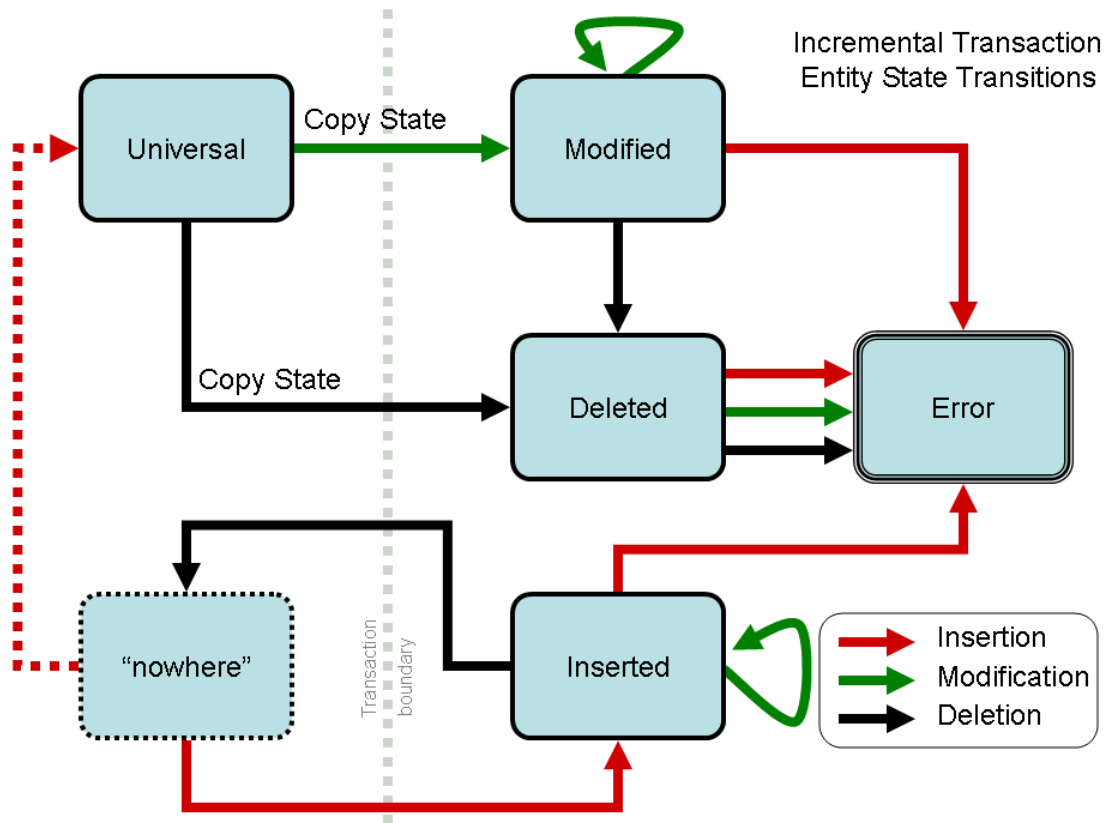 Incremental Transaction
Entity State Transitions
Universal
Copy State
Modified
Copy State
Deleted
Error
“nowhere”
Transaction
boundary
Inserted
Insertion
Modification
Deletion